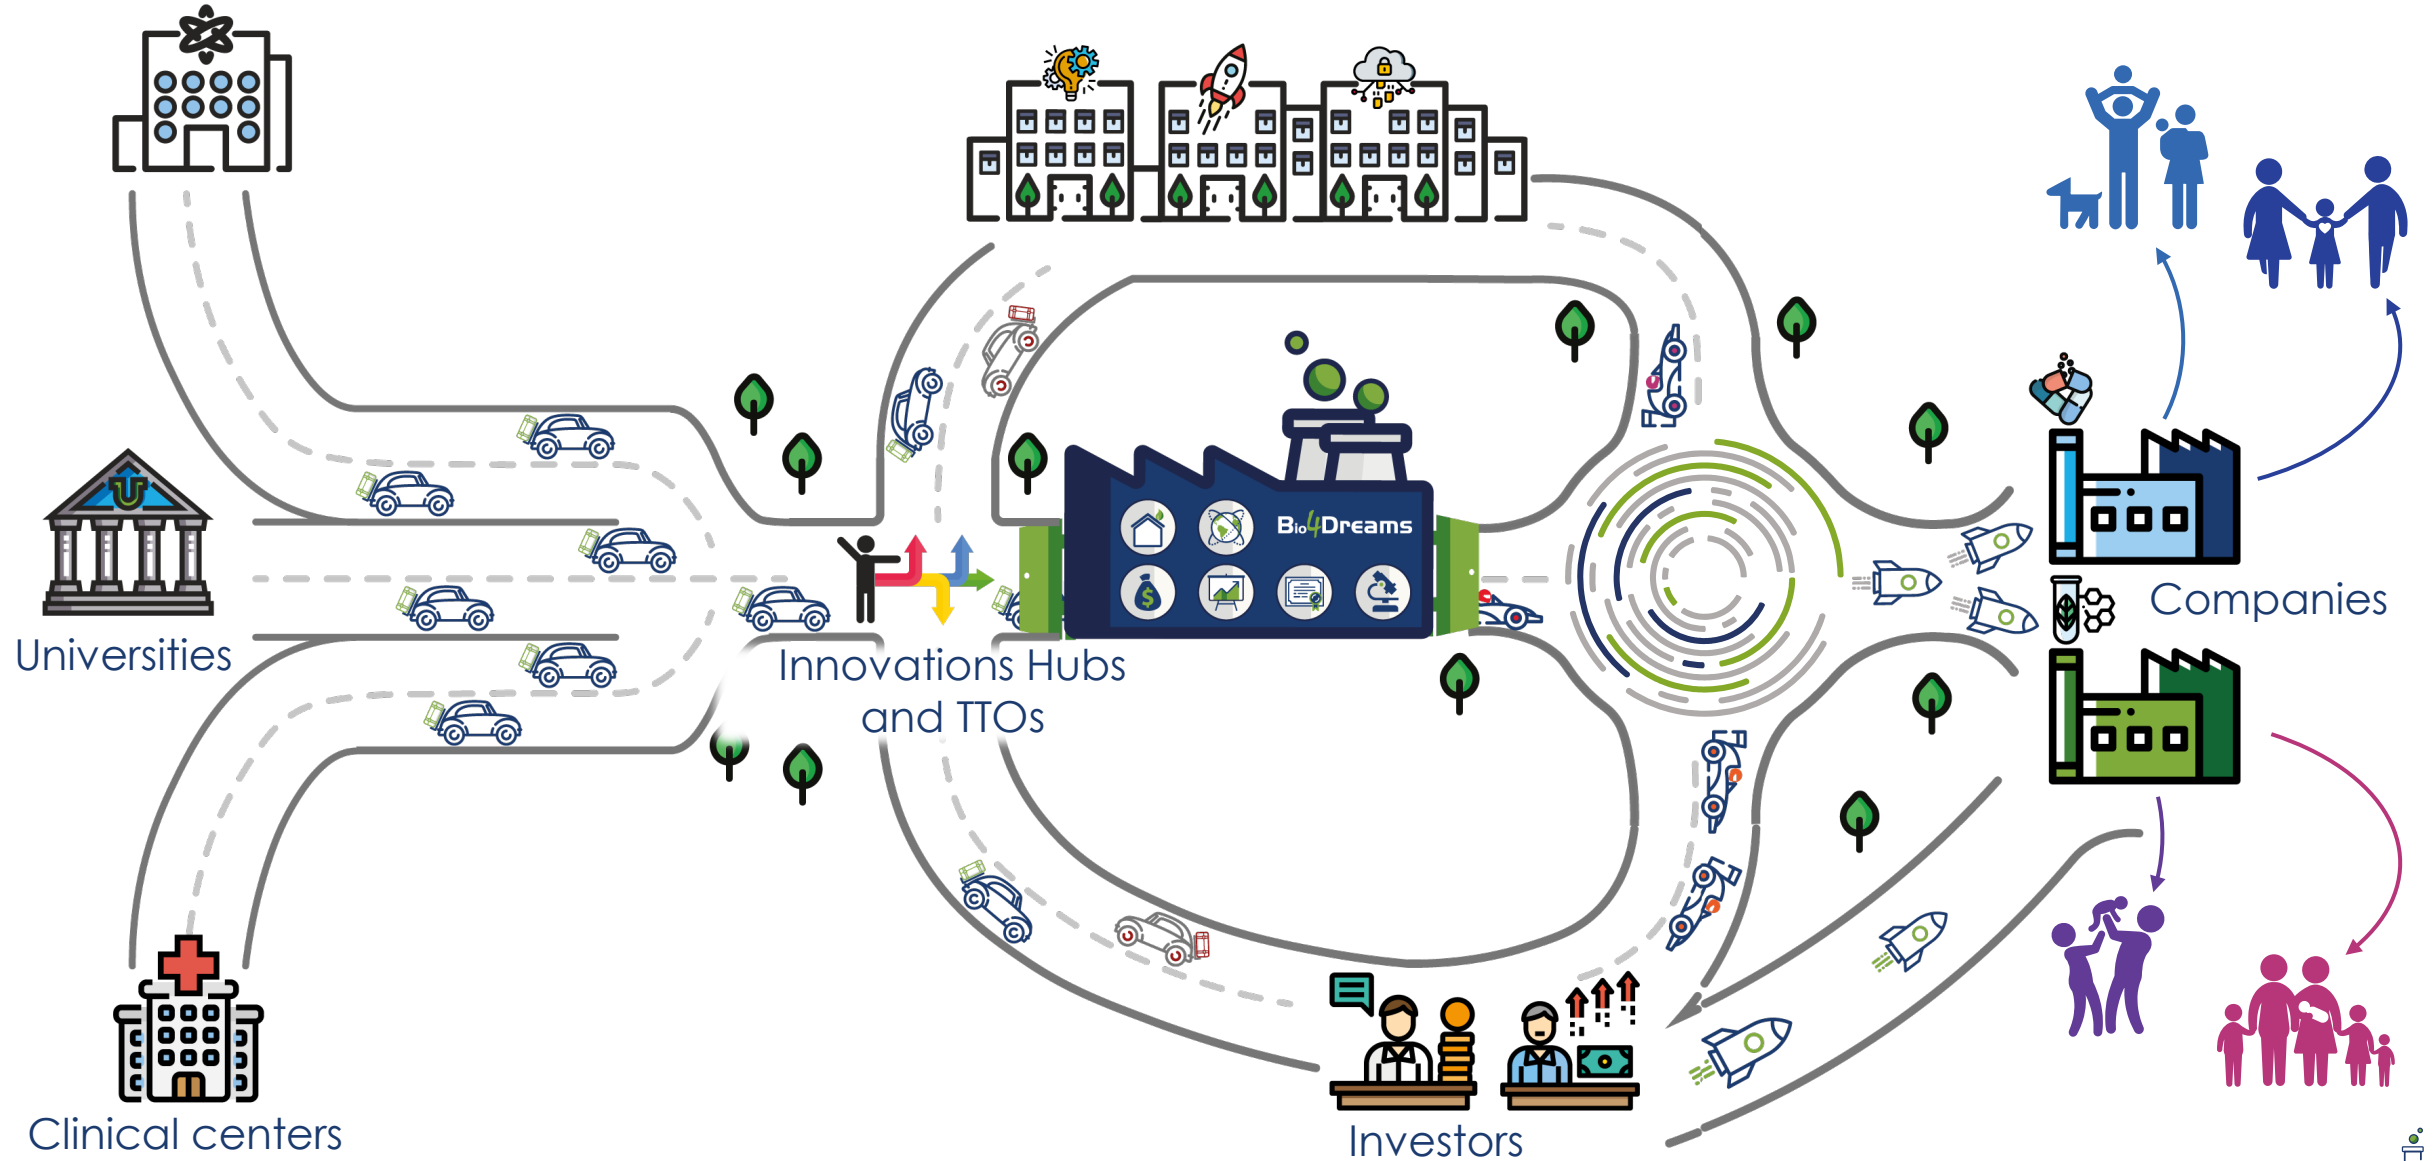 Bio4Dreams
Universities
Innovations Hubs
and TTOs
Companies
Clinical centers
Investors